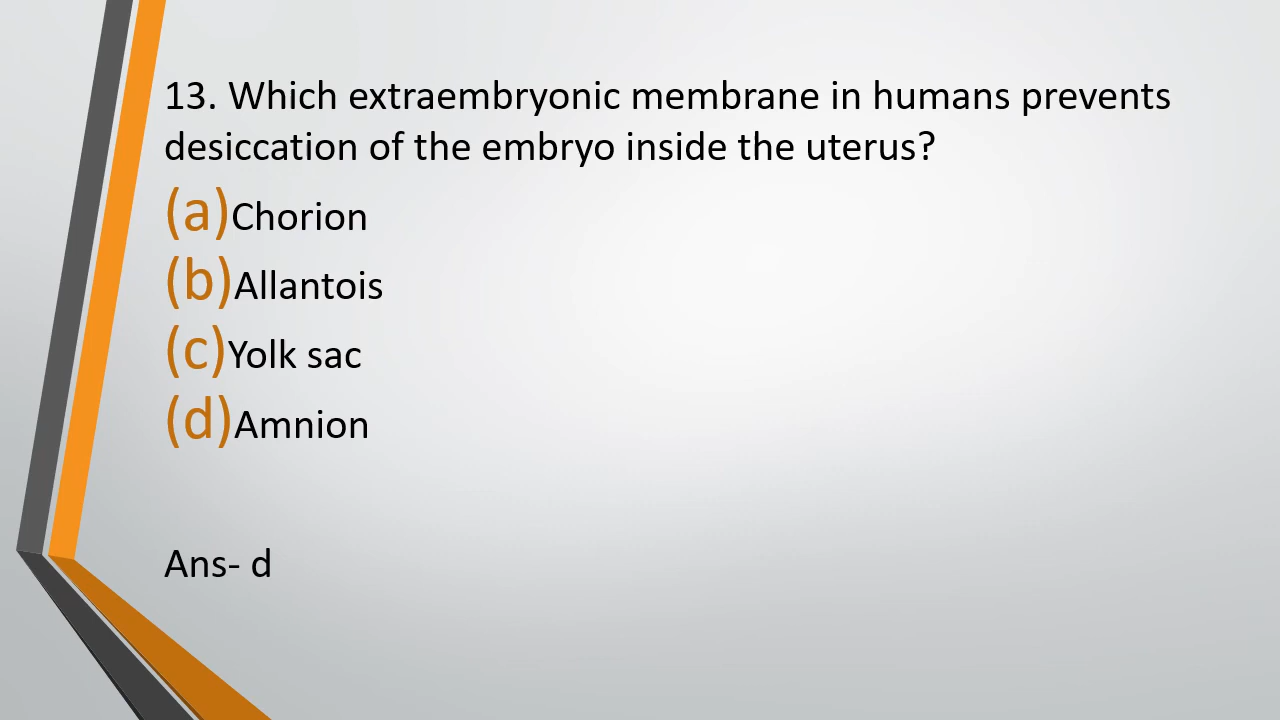 13. Which extraembryonic membrane in humans prevents
desiccation of the embryo inside the uterus?
(a)Chorion
(b)Allantois
(c)Yolk sac
(d)Amnion
Ans- d